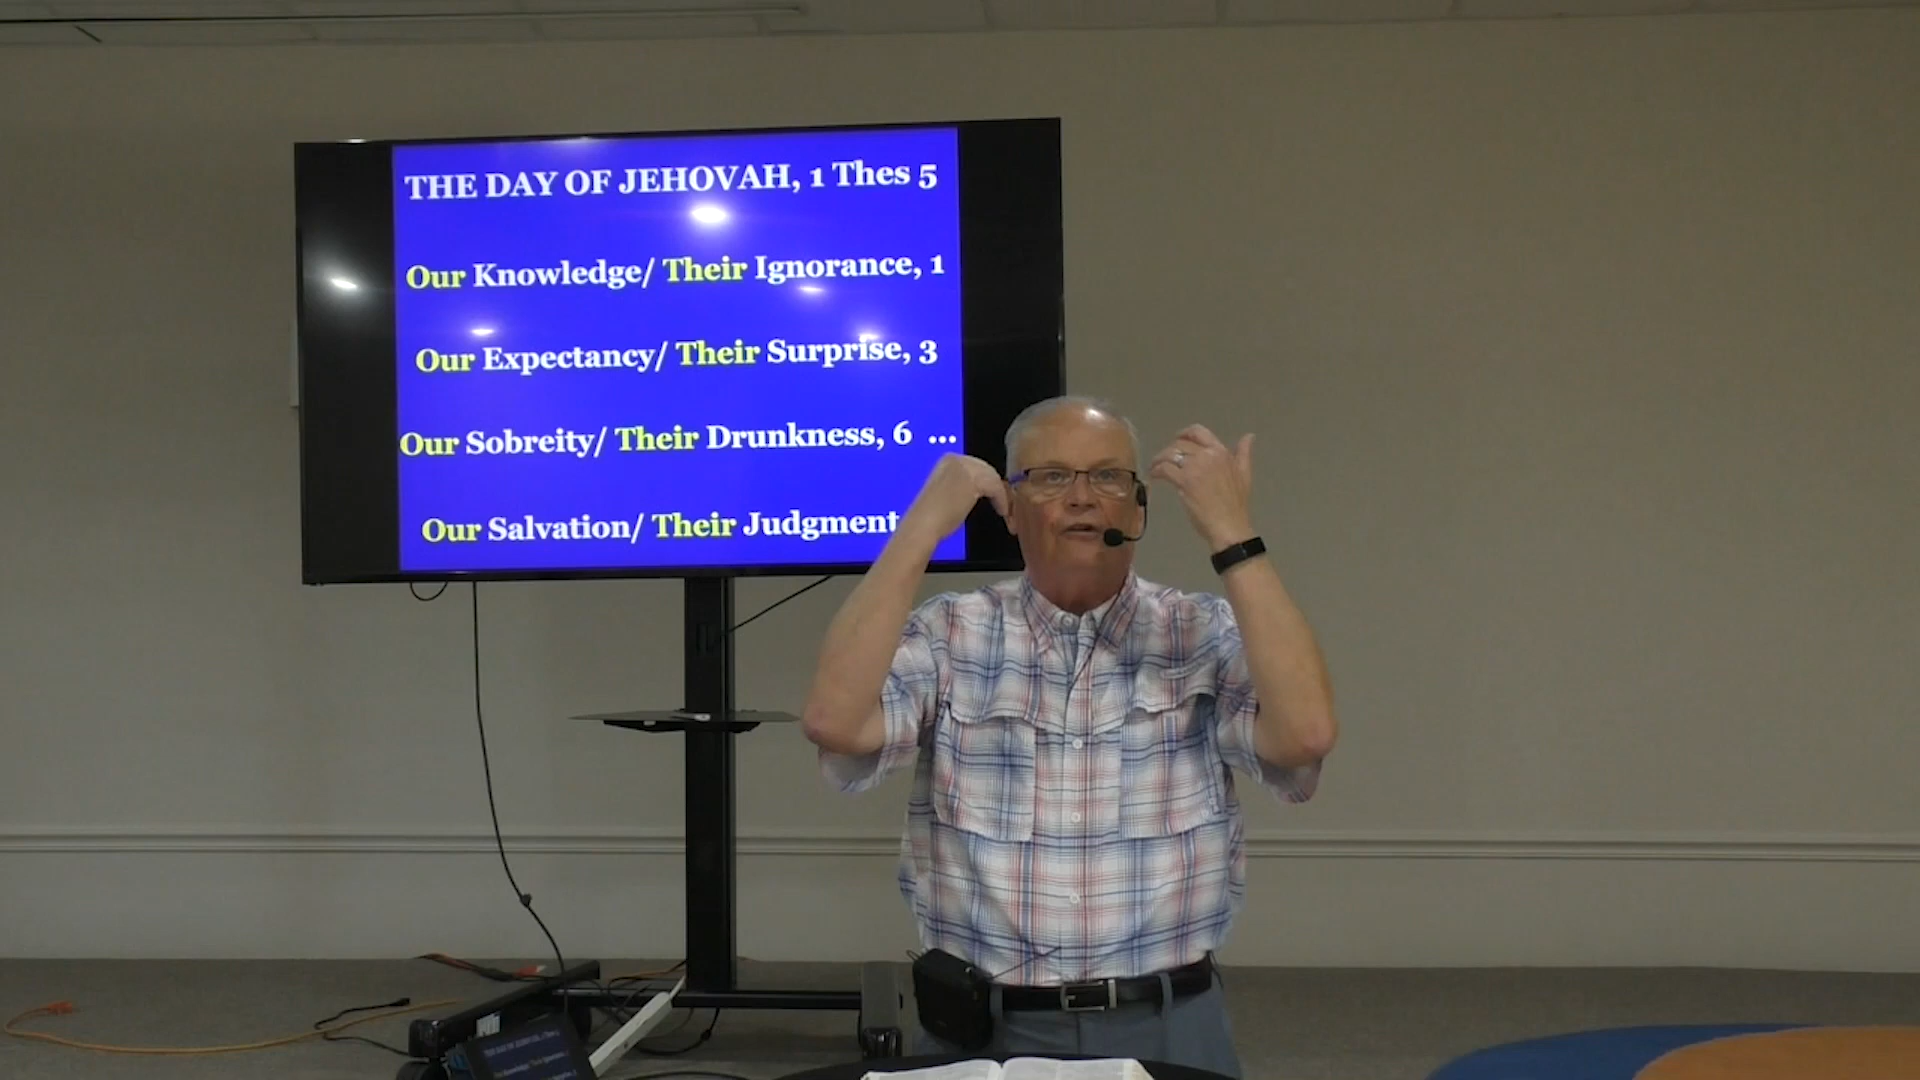 THE DAY OF JEHOVAH, 1 Thes 5
Our Knowledge/ Their Ignorance, 1
Our Expectancy/ Their Surprise, 3
Our Sobreity/ Their Drunkness, 6 ...
Our Salvation/ Their Judgment